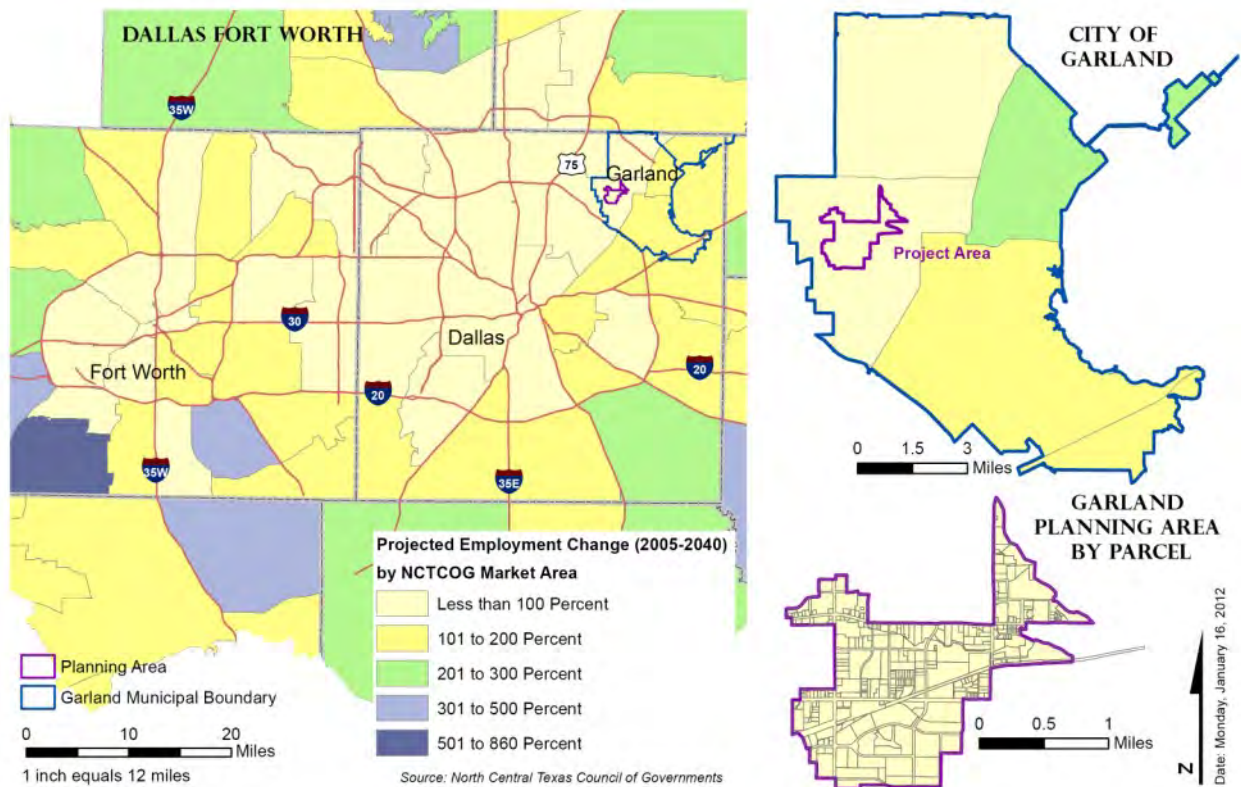 DALLAS FORT WORTH
35W
75
Garland
30
Dallas
Fort Worth
20
20
35W
35E
Projected Employment Change (2005-2040)
by NCTCOG Market Area
Less than 100 Percent
101 to 200 Percent
201 to 300 Percent
301 to 500 Percent
501 to 860 Percent
Planning Area
Garland Municipal Boundary
0 10 20
Miles
1 inch equals 12 miles
Source: North Central Texas Council of Governments
CITY OF
GARLAND
Project Area
0 1.5 3
Miles
GARLAND
PLANNING AREA
BY PARCEL
0 0.5 1
Miles
N
Date: Monday, January 16, 2012